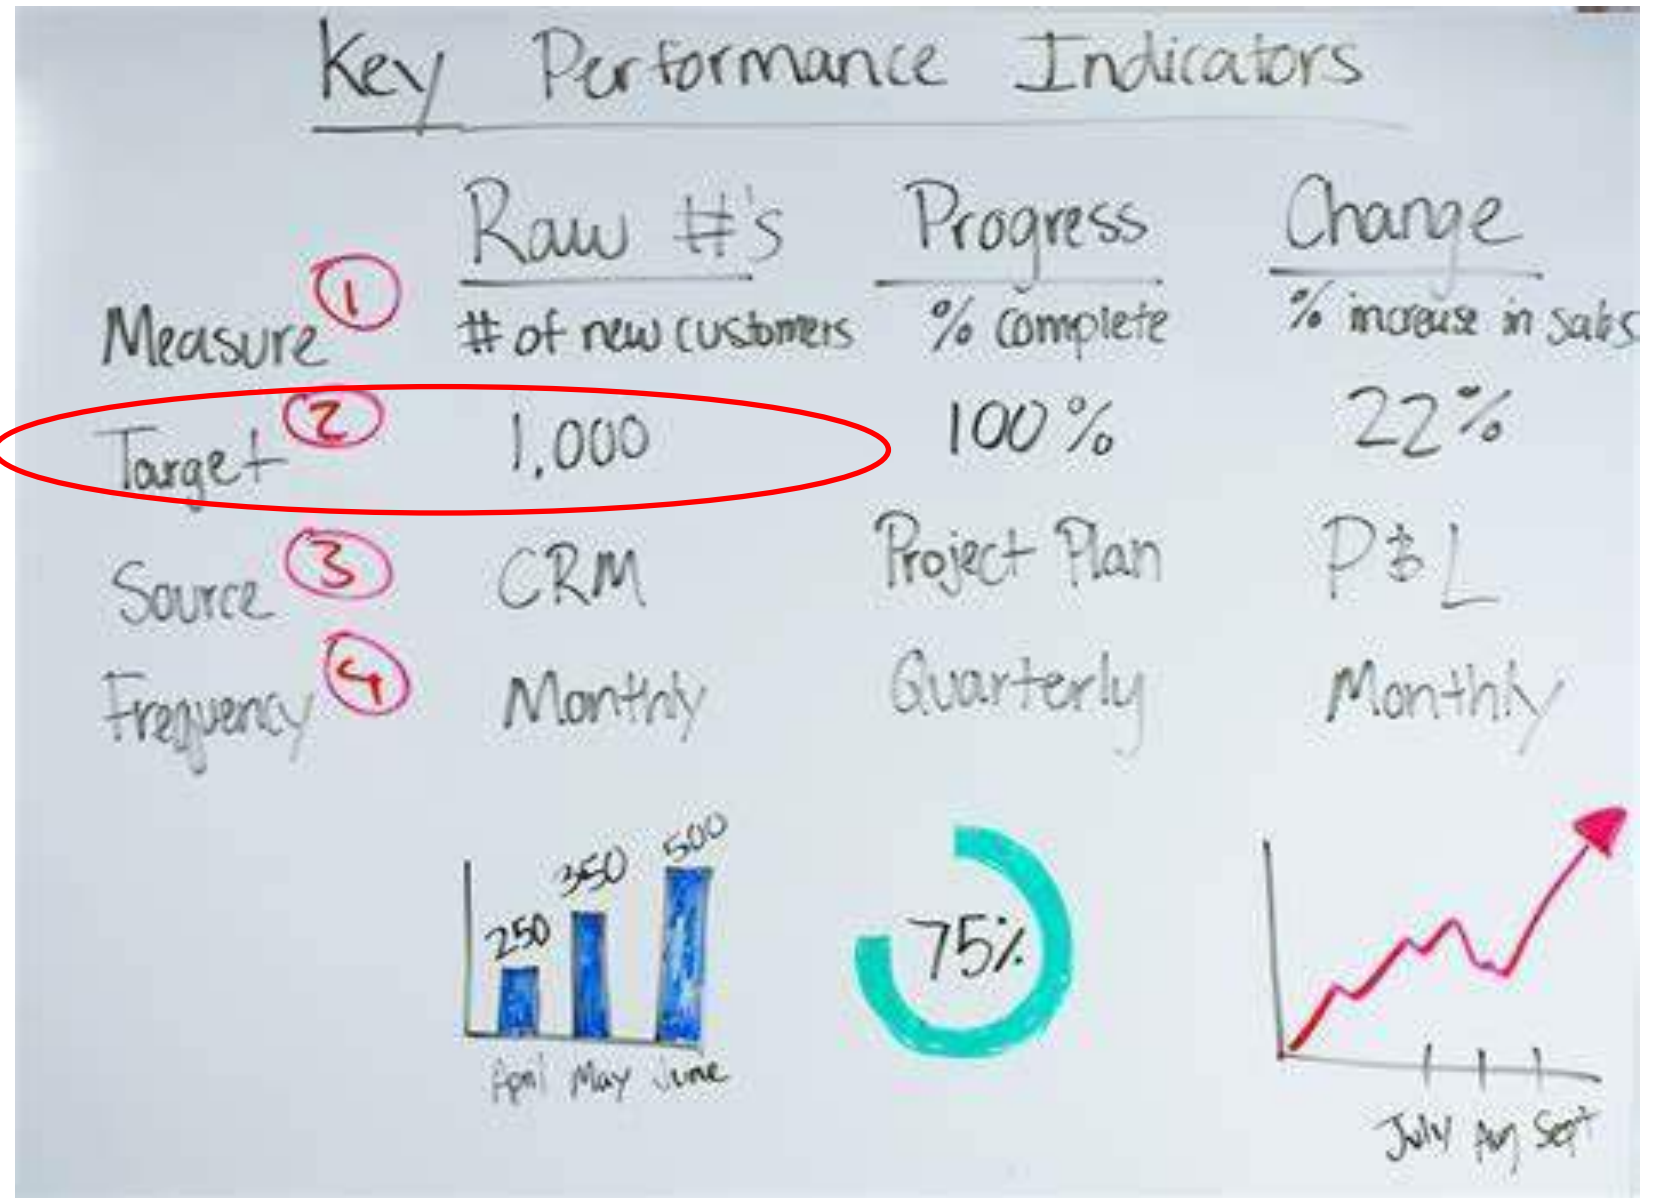 Key Performance Indicators
Raw #'s Progress Change
Measure 1 # of new customers % complete % increase in sales
Target 2 1,000 100% 22%
Source 3 CRM Project Plan P & L
Frequency 4 Monthly Quarterly Monthly
250 350 500
75%
April May June
July Aug Sept